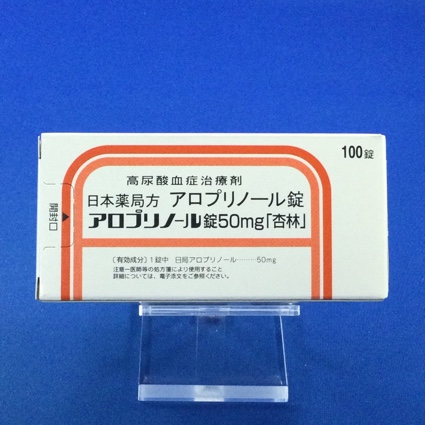 100錠
高尿酸血症治療剤
日本薬局方 アロプリノール錠
アロプリノール錠50mg「杏林」
開封口
〔有効成分〕1錠中 日局アロプリノール………50mg
注意－医師等の処方箋により使用すること
詳細については、電子添文をご参照ください。